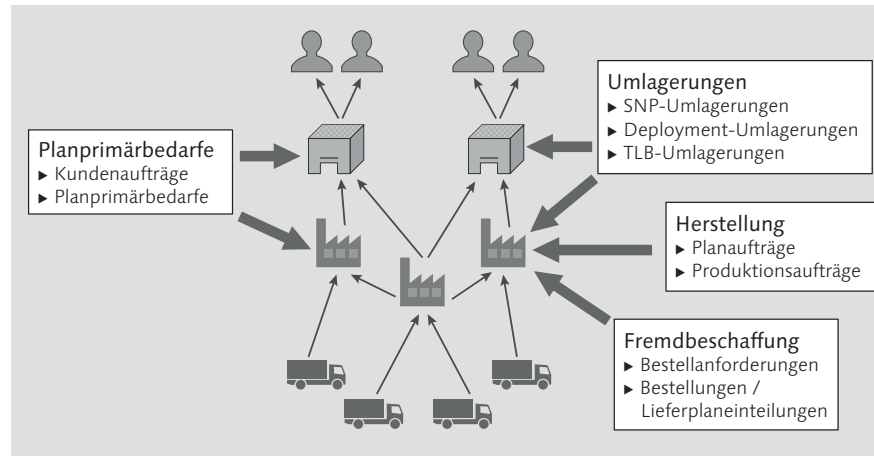 Planprimärbedarfe
▶ Kundenaufträge
▶ Planprimärbedarfe
Umlagerungen
▶ SNP-Umlagerungen
▶ Deployment-Umlagerungen
▶ TLB-Umlagerungen
Herstellung
▶ Planaufträge
▶ Produktionsaufträge
Fremdbeschaffung
▶ Bestellanforderungen
▶ Bestellungen /
Lieferplaneinteilungen